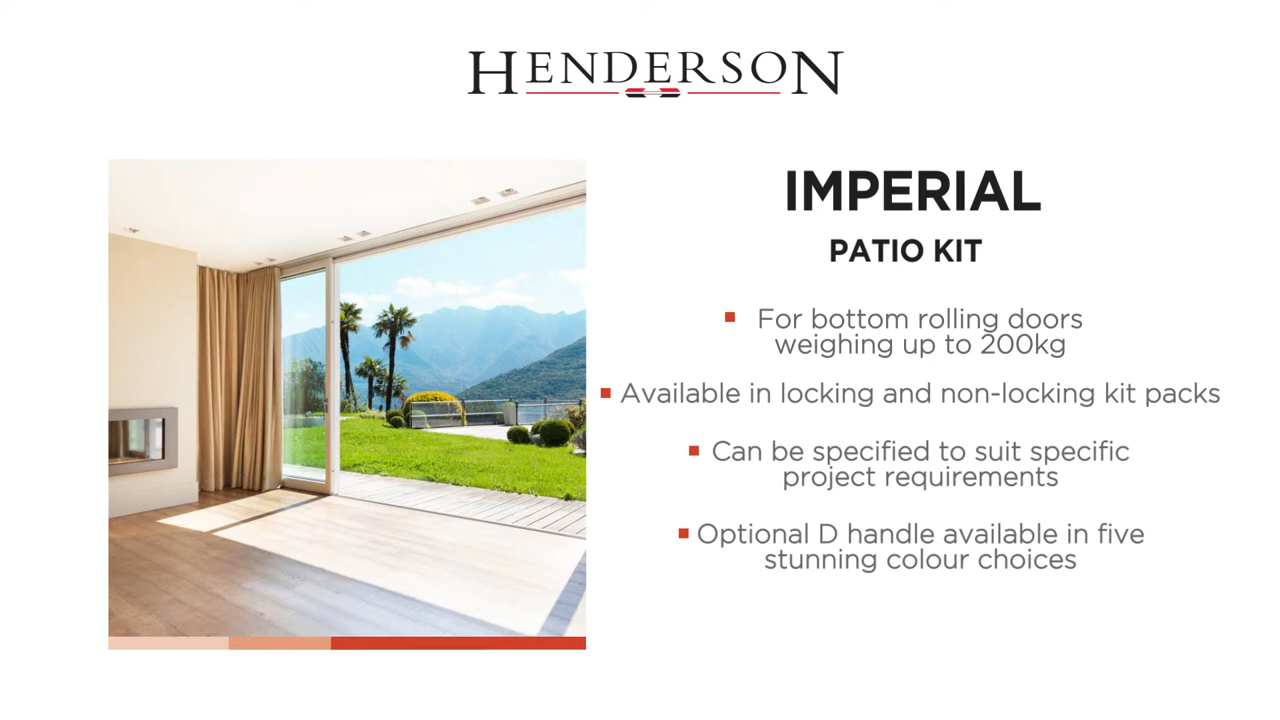 HENDERSON
IMPERIAL
PATIO KIT
For bottom rolling doors
weighing up to 200kg
Available in locking and non-locking kit packs
Can be specified to suit specific
project requirements
Optional D handle available in five
stunning colour choices